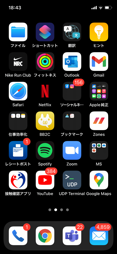 18:43
ファイル ショートカット 翻訳 ヒント
Nike Run Club フィットネス Outlook Gmail
Safari Netflix ソーシャルネー… Apple純正
仕事効率化 BKOC ブックマーク Zones
レシートポスト Spotify Zoom MS
接触確認アプリ YouTube UDP Terminal Google Maps